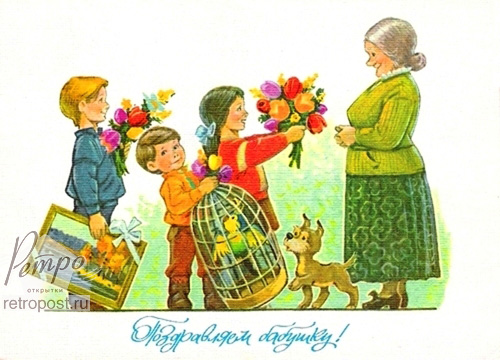 Ретро
открытки
retropost.ru
Поздравляем бабушку!